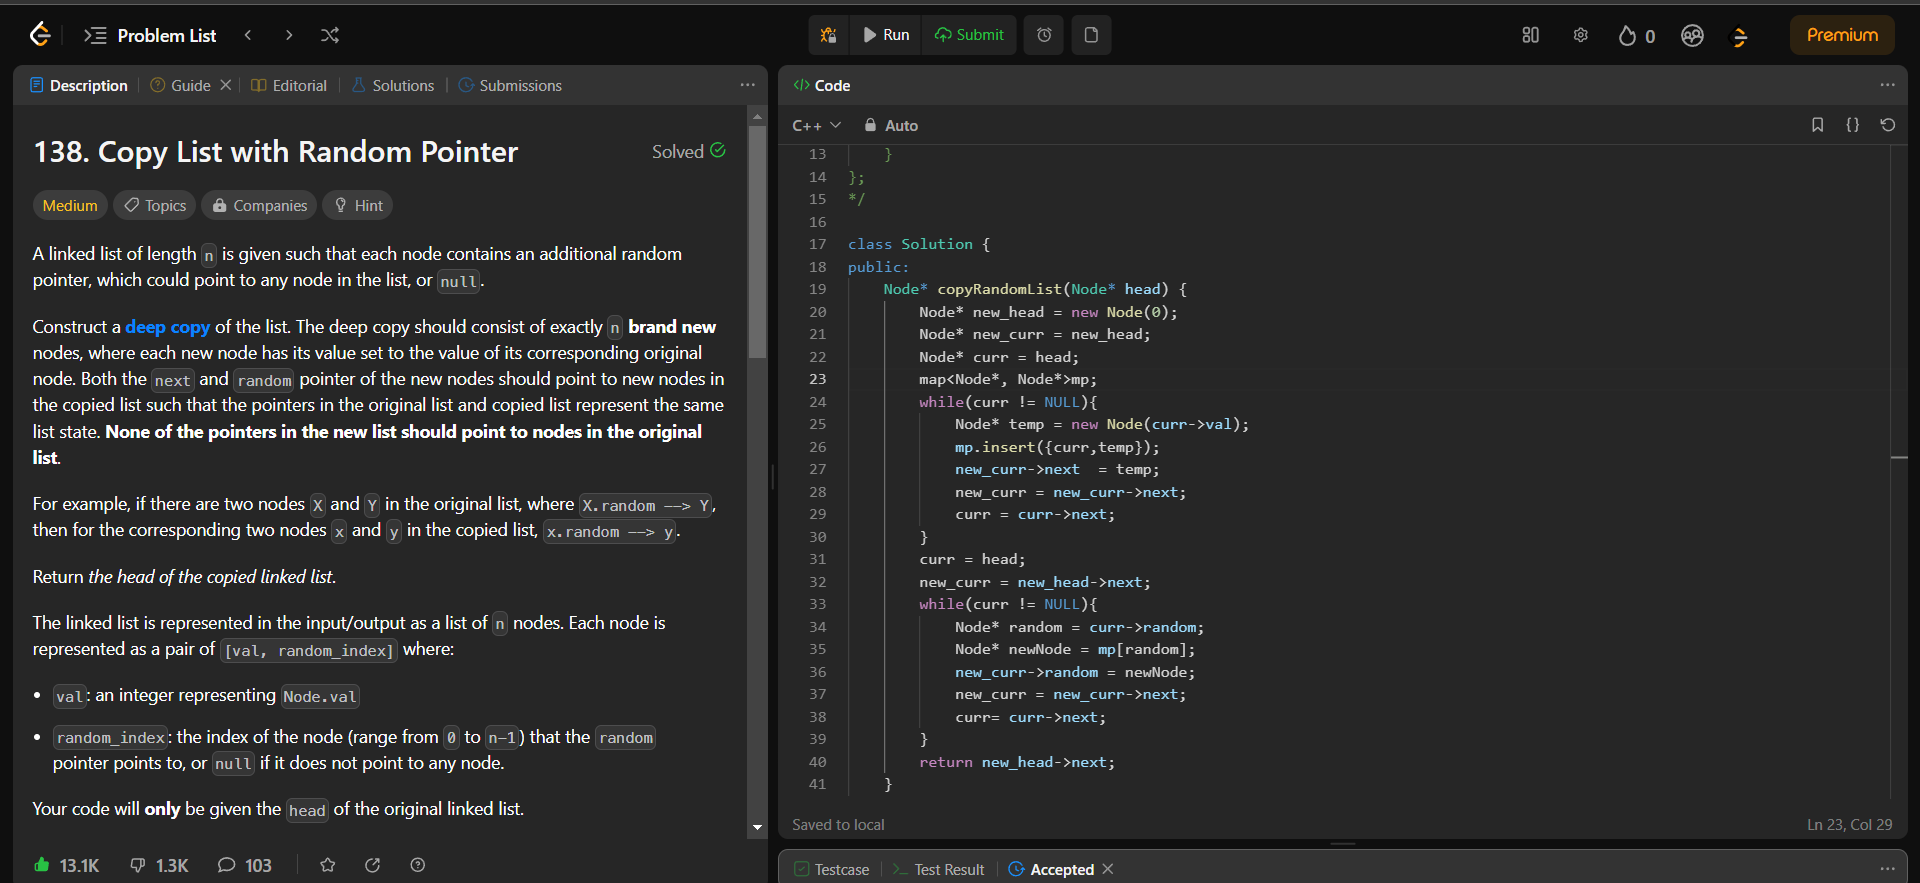 Problem List
Run
Submit
0
Premium
Description
Guide
Editorial
Solutions
Submissions
138. Copy List with Random Pointer
Solved
Medium
Topics
Companies
Hint
A linked list of length n is given such that each node contains an additional random
pointer, which could point to any node in the list, or null.
Construct a deep copy of the list. The deep copy should consist of exactly n brand new
nodes, where each new node has its value set to the value of its corresponding original
node. Both the next and random pointer of the new nodes should point to new nodes in
the copied list such that the pointers in the original list and copied list represent the same
list state. None of the pointers in the new list should point to nodes in the original
list.
For example, if there are two nodes X and Y in the original list, where X.random --> Y,
then for the corresponding two nodes x and y in the copied list, x.random --> y.
Return the head of the copied linked list.
The linked list is represented in the input/output as a list of n nodes. Each node is
represented as a pair of [val, random_index] where:
• val: an integer representing Node.val
• random_index: the index of the node (range from 0 to n-1) that the random
pointer points to, or null if it does not point to any node.
Your code will only be given the head of the original linked list.
13.1K
1.3K
103
</> Code
C++
Auto
{}
13 }
14 };
15 */
16
17 class Solution {
18 public:
19 Node* copyRandomList(Node* head) {
20 Node* new_head = new Node(0);
21 Node* new_curr = new_head;
22 Node* curr = head;
23 map<Node*, Node*>mp;
24 while(curr != NULL){
25 Node* temp = new Node(curr->val);
26 mp.insert({curr,temp});
27 new_curr->next  = temp;
28 new_curr = new_curr->next;
29 curr = curr->next;
30 }
31 curr = head;
32 new_curr = new_head->next;
33 while(curr != NULL){
34 Node* random = curr->random;
35 Node* newNode = mp[random];
36 new_curr->random = newNode;
37 new_curr = new_curr->next;
38 curr= curr->next;
39 }
40 return new_head->next;
41 }
Saved to local
Ln 23, Col 29
Testcase
Test Result
Accepted